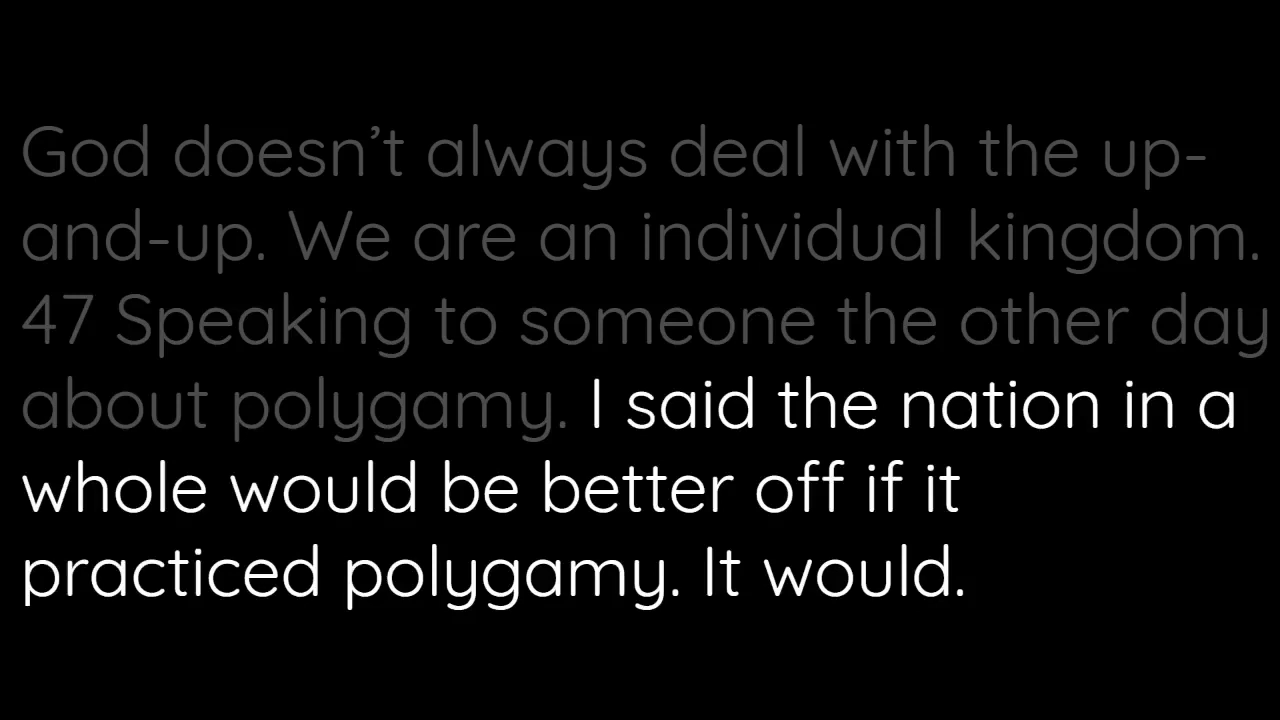 God doesn’t always deal with the up-
and-up. We are an individual kingdom.
47 Speaking to someone the other day
about polygamy. I said the nation in a
whole would be better off if it
practiced polygamy. It would.